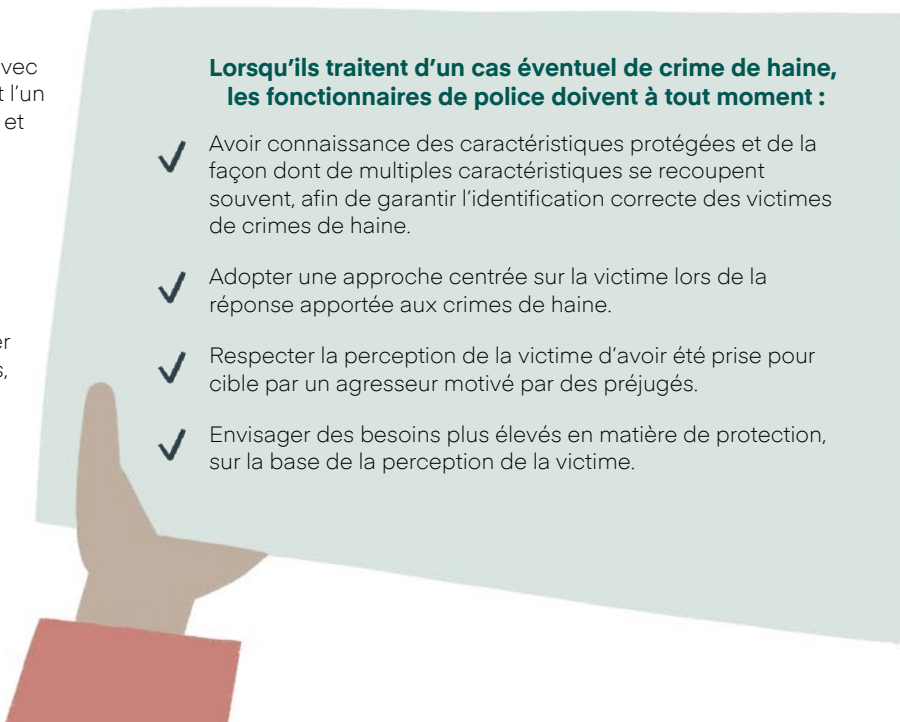 vec
l'un
et
er
s,
Lorsqu'ils traitent d'un cas éventuel de crime de haine,
les fonctionnaires de police doivent à tout moment :
Avoir connaissance des caractéristiques protégées et de la
façon dont de multiples caractéristiques se recoupent
souvent, afin de garantir l'identification correcte des victimes
de crimes de haine.
Adopter une approche centrée sur la victime lors de la
réponse apportée aux crimes de haine.
Respecter la perception de la victime d'avoir été prise pour
cible par un agresseur motivé par des préjugés.
Envisager des besoins plus élevés en matière de protection,
sur la base de la perception de la victime.